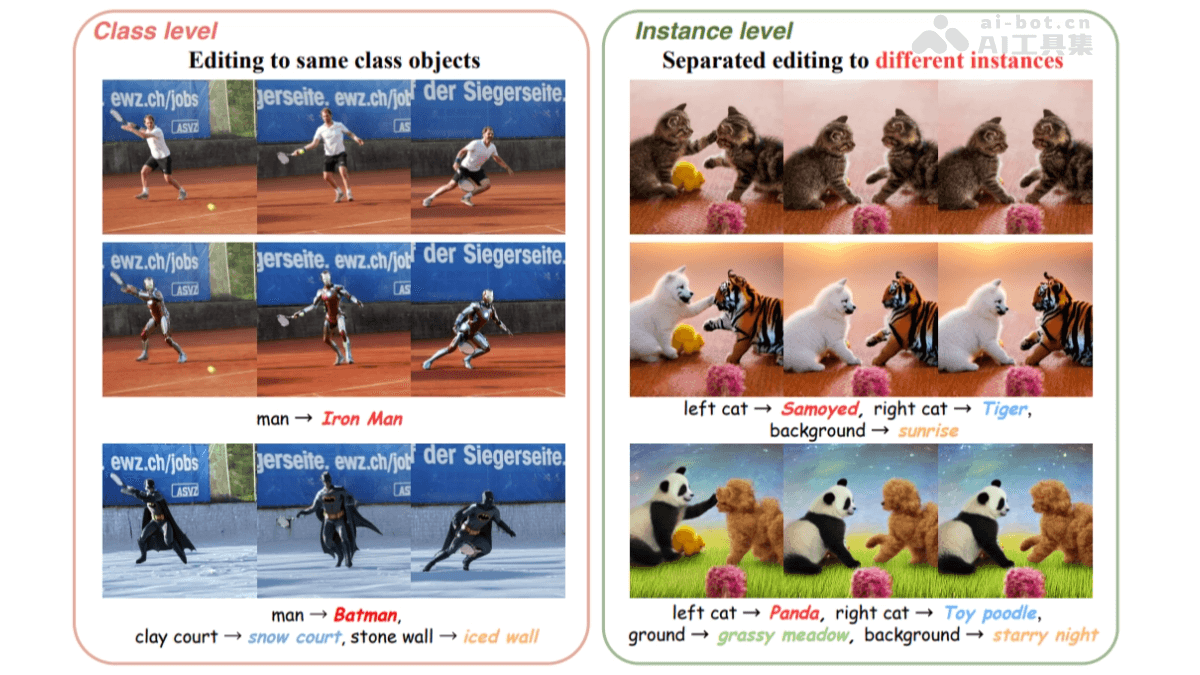 Class level
Editing to same class objects
ewz.ch/jobs
ASVZ
gerseite. ewz.ch/jobs
AS
der Siegerseite.
ewz.ch/jobs
ASVZ
gerseite. ewz.ch/jobs
AS
der Siegerseite.
man → Iron Man
ewz.ch/jobs
ASVZ
gerseite. ewz.ch/jobs
AS
der Siegerseite.
man → Batman,
clay court → snow court, stone wall → iced wall
Instance level
ai-bot.cn
AI工具集
Separated editing to different instances
left cat → Samoyed, right cat → Tiger,
background → sunrise
left cat → Panda, right cat → Toy poodle,
ground → grassy meadow, background → starry night